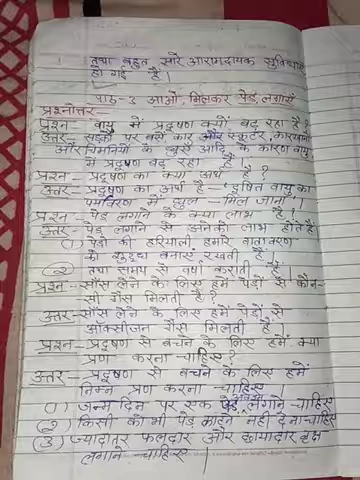 तथा बहुत सारे आरामदायक सुविधाएं
हो गई हैं।
पाठ-3 आओ, मिलकर पेड़ लगाएं
प्रश्नोत्तर
प्रश्न- वायु में प्रदूषण क्यों बढ़ रहा है?
उत्तर- सड़कों पर बसें कार और स्कूटर, कारखानों
और चिमनियों के धुएँ आदि के कारण वायु
में प्रदूषण बढ़ रहा है।
प्रश्न- प्रदूषण का क्या अर्थ है?
उत्तर- प्रदूषण का अर्थ है- दूषित वायु का
पर्यावरण में घुल-मिल जाना।
प्रश्न- पेड़ लगाने के क्या लाभ है?
उत्तर- पेड़ लगाने से अनेकों लाभ होते हैं
(1) पेड़ों की हरियाली, हमारे वातावरण
को शुद्ध बनाए रखती हैं
(2) तथा समय से वर्षा कराती हैं।
प्रश्न- साँस लेने के लिए हमें पेड़ों से कौन-
सी गैस मिलती है?
उत्तर- साँस लेने के लिए हमें पेड़ों से
ऑक्सीजन गैस मिलती है।
प्रश्न- प्रदूषण से बचने के लिए हमें क्या
प्रण करना चाहिए?
उत्तर- प्रदूषण से बचने के लिए हमें
निम्न प्रण करना चाहिए।
(1) जन्म दिन पर एक पेड़ लगाने चाहिए
(2) किसी को भी पेड़ काटने नहीं देना चाहिए
(3) ज्यादातर फलदार और छायादार वृक्ष
लगाने चाहिए।